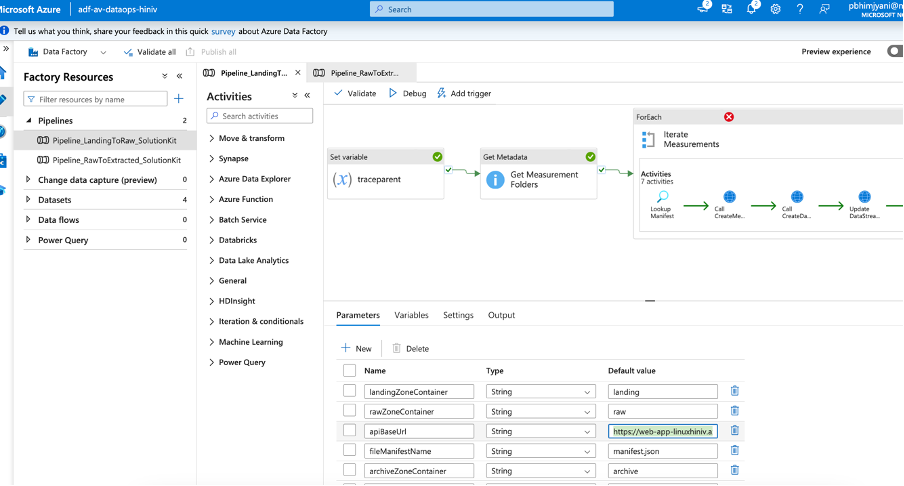 Microsoft Azure
adf-av-dataops-hiniv
Search
2
2
pbhimjyani@n
MICROSOFT NO
Tell us what you think, share your feedback in this quick survey about Azure Data Factory
Data Factory
Validate all
Publish all
Preview experience
Factory Resources
Filter resources by name
Pipelines 2
Pipeline_LandingToRaw_SolutionKit
Pipeline_RawToExtracted_SolutionKit
Change data capture (preview) 0
Datasets 4
Data flows 0
Power Query 0
Pipeline_LandingT...
Pipeline_RawToExtr...
Activities
Search activities
Move & transform
Synapse
Azure Data Explorer
Azure Function
Batch Service
Databricks
Data Lake Analytics
General
HDInsight
Iteration & conditionals
Machine Learning
Power Query
Validate
Debug
Add trigger
Set variable
(x) traceparent
Get Metadata
Get Measurement
Folders
ForEach
Iterate
Measurements
Activities
7 activities
Lookup
Manifest
Call
CreateMe...
Call
CreateDa...
Update
DataStrea...
Parameters
Variables
Settings
Output
New
Delete
Name Type Default value
landingZoneContainer String landing
rawZoneContainer String raw
apiBaseUrl String https://web-app-linuxhiniv.a
fileManifestName String manifest.json
archiveZoneContainer String archive